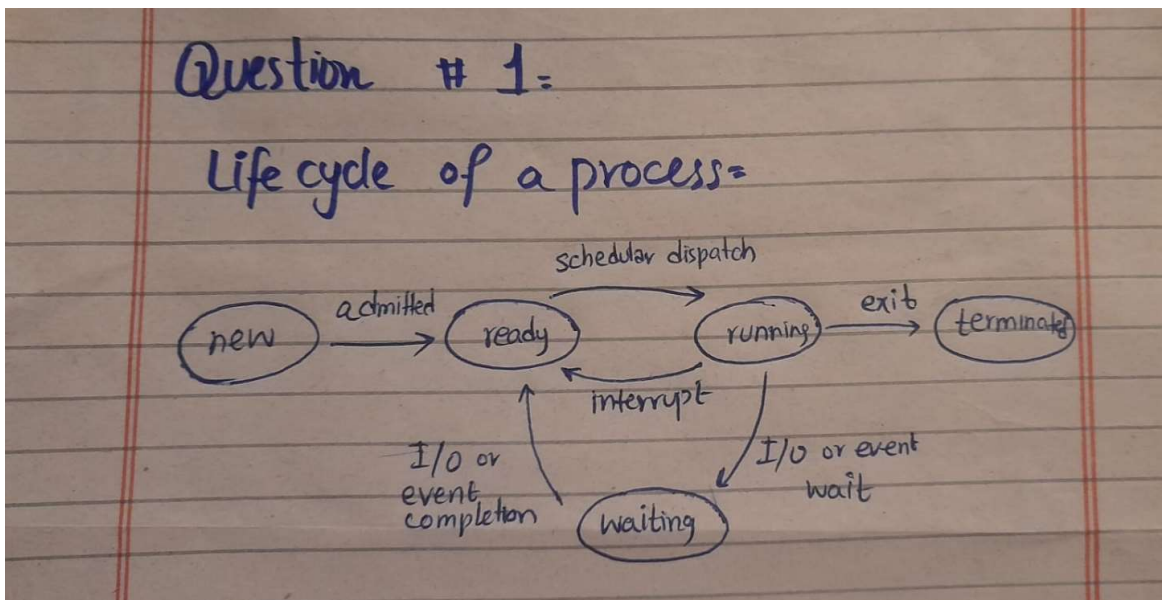 Question # 1:
Life cycle of a process:
schedular dispatch
admitted
exit
new
ready
running
terminated
interrupt
I/O or
event
completion
I/O or event
wait
waiting